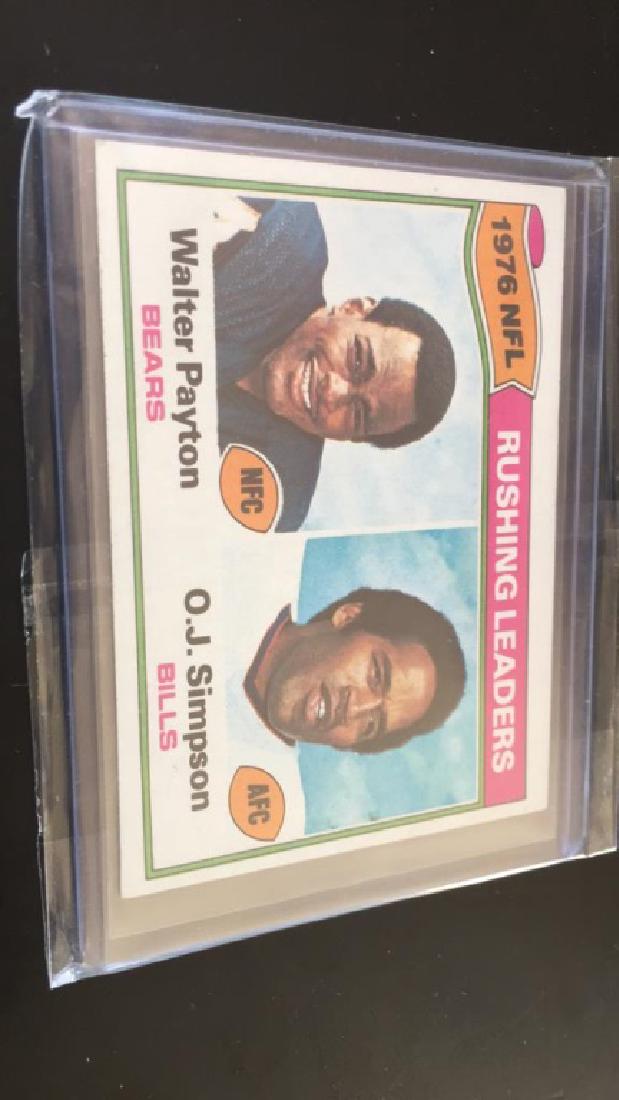 1976 NFL
RUSHING LEADERS
NFC
AFC
Walter Payton
BEARS
O.J. Simpson
BILLS